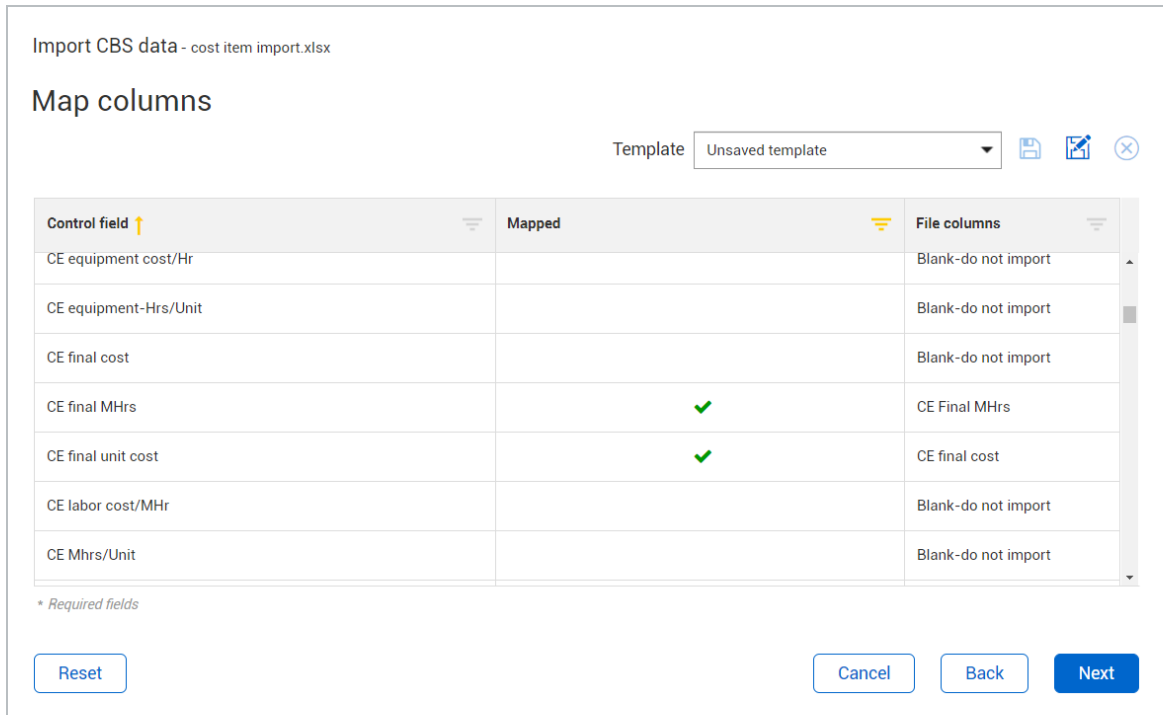 Import CBS data - cost item import.xlsx
Map columns
Template Unsaved template
Control field Mapped File columns
CE equipment cost/Hr Blank-do not import
CE equipment-Hrs/Unit Blank-do not import
CE final cost Blank-do not import
CE final MHrs CE Final MHrs
CE final unit cost CE final cost
CE labor cost/MHr Blank-do not import
CE Mhrs/Unit Blank-do not import
* Required fields
Reset Cancel Back Next